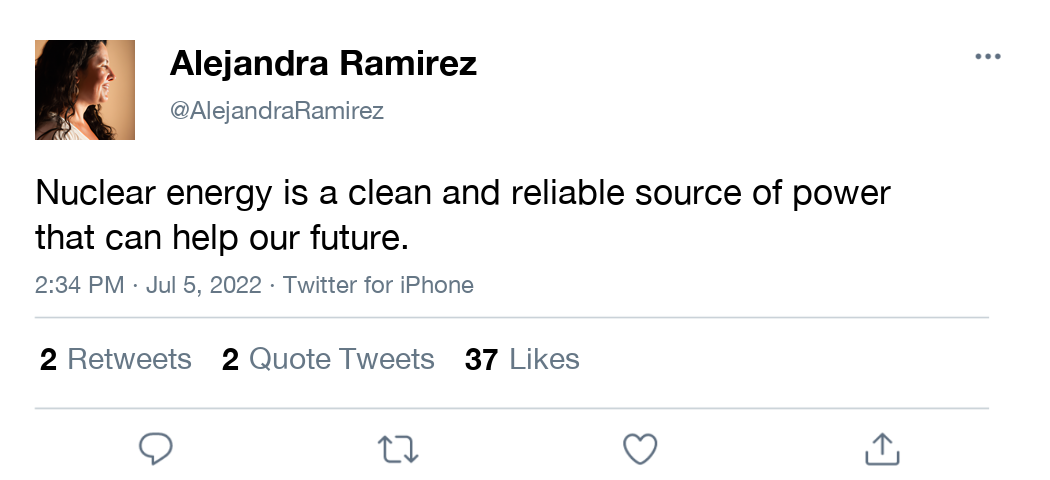 Alejandra Ramirez
@AlejandraRamirez
Nuclear energy is a clean and reliable source of power
that can help our future.
2:34 PM · Jul 5, 2022 · Twitter for iPhone
2 Retweets 2 Quote Tweets 37 Likes